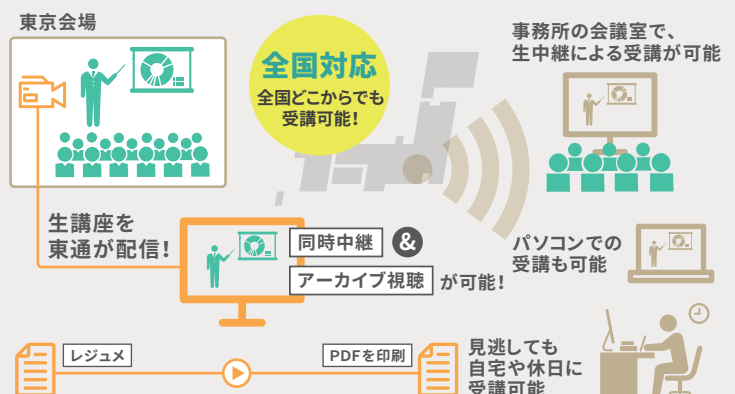 東京会場
全国対応
全国どこからでも
受講可能!
事務所の会議室で、
生中継による受講が可能
生講座を
東通が配信!
同時中継 &
アーカイブ視聴 が可能!
パソコンでの
受講も可能
レジュメ
PDFを印刷
見逃しても
自宅や休日に
受講可能